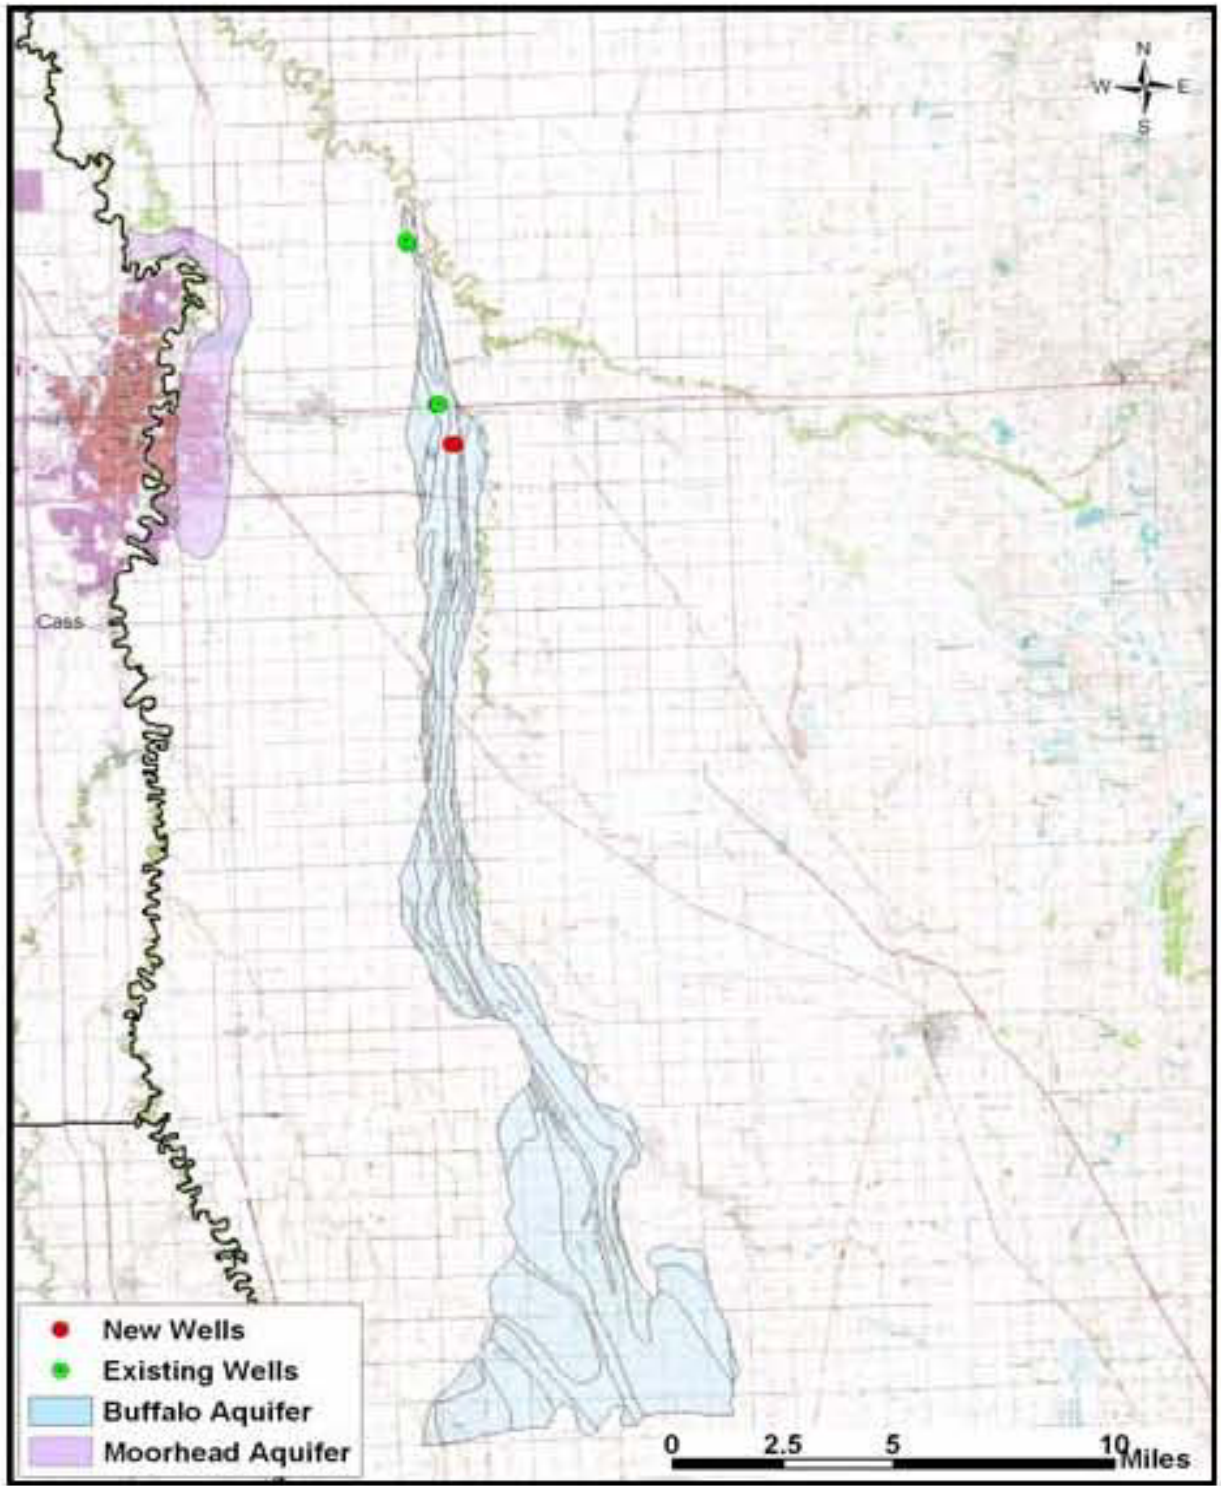 N
W E
S
Cass
New Wells
Existing Wells
Buffalo Aquifer
Moorhead Aquifer
0 2.5 5 10 Miles